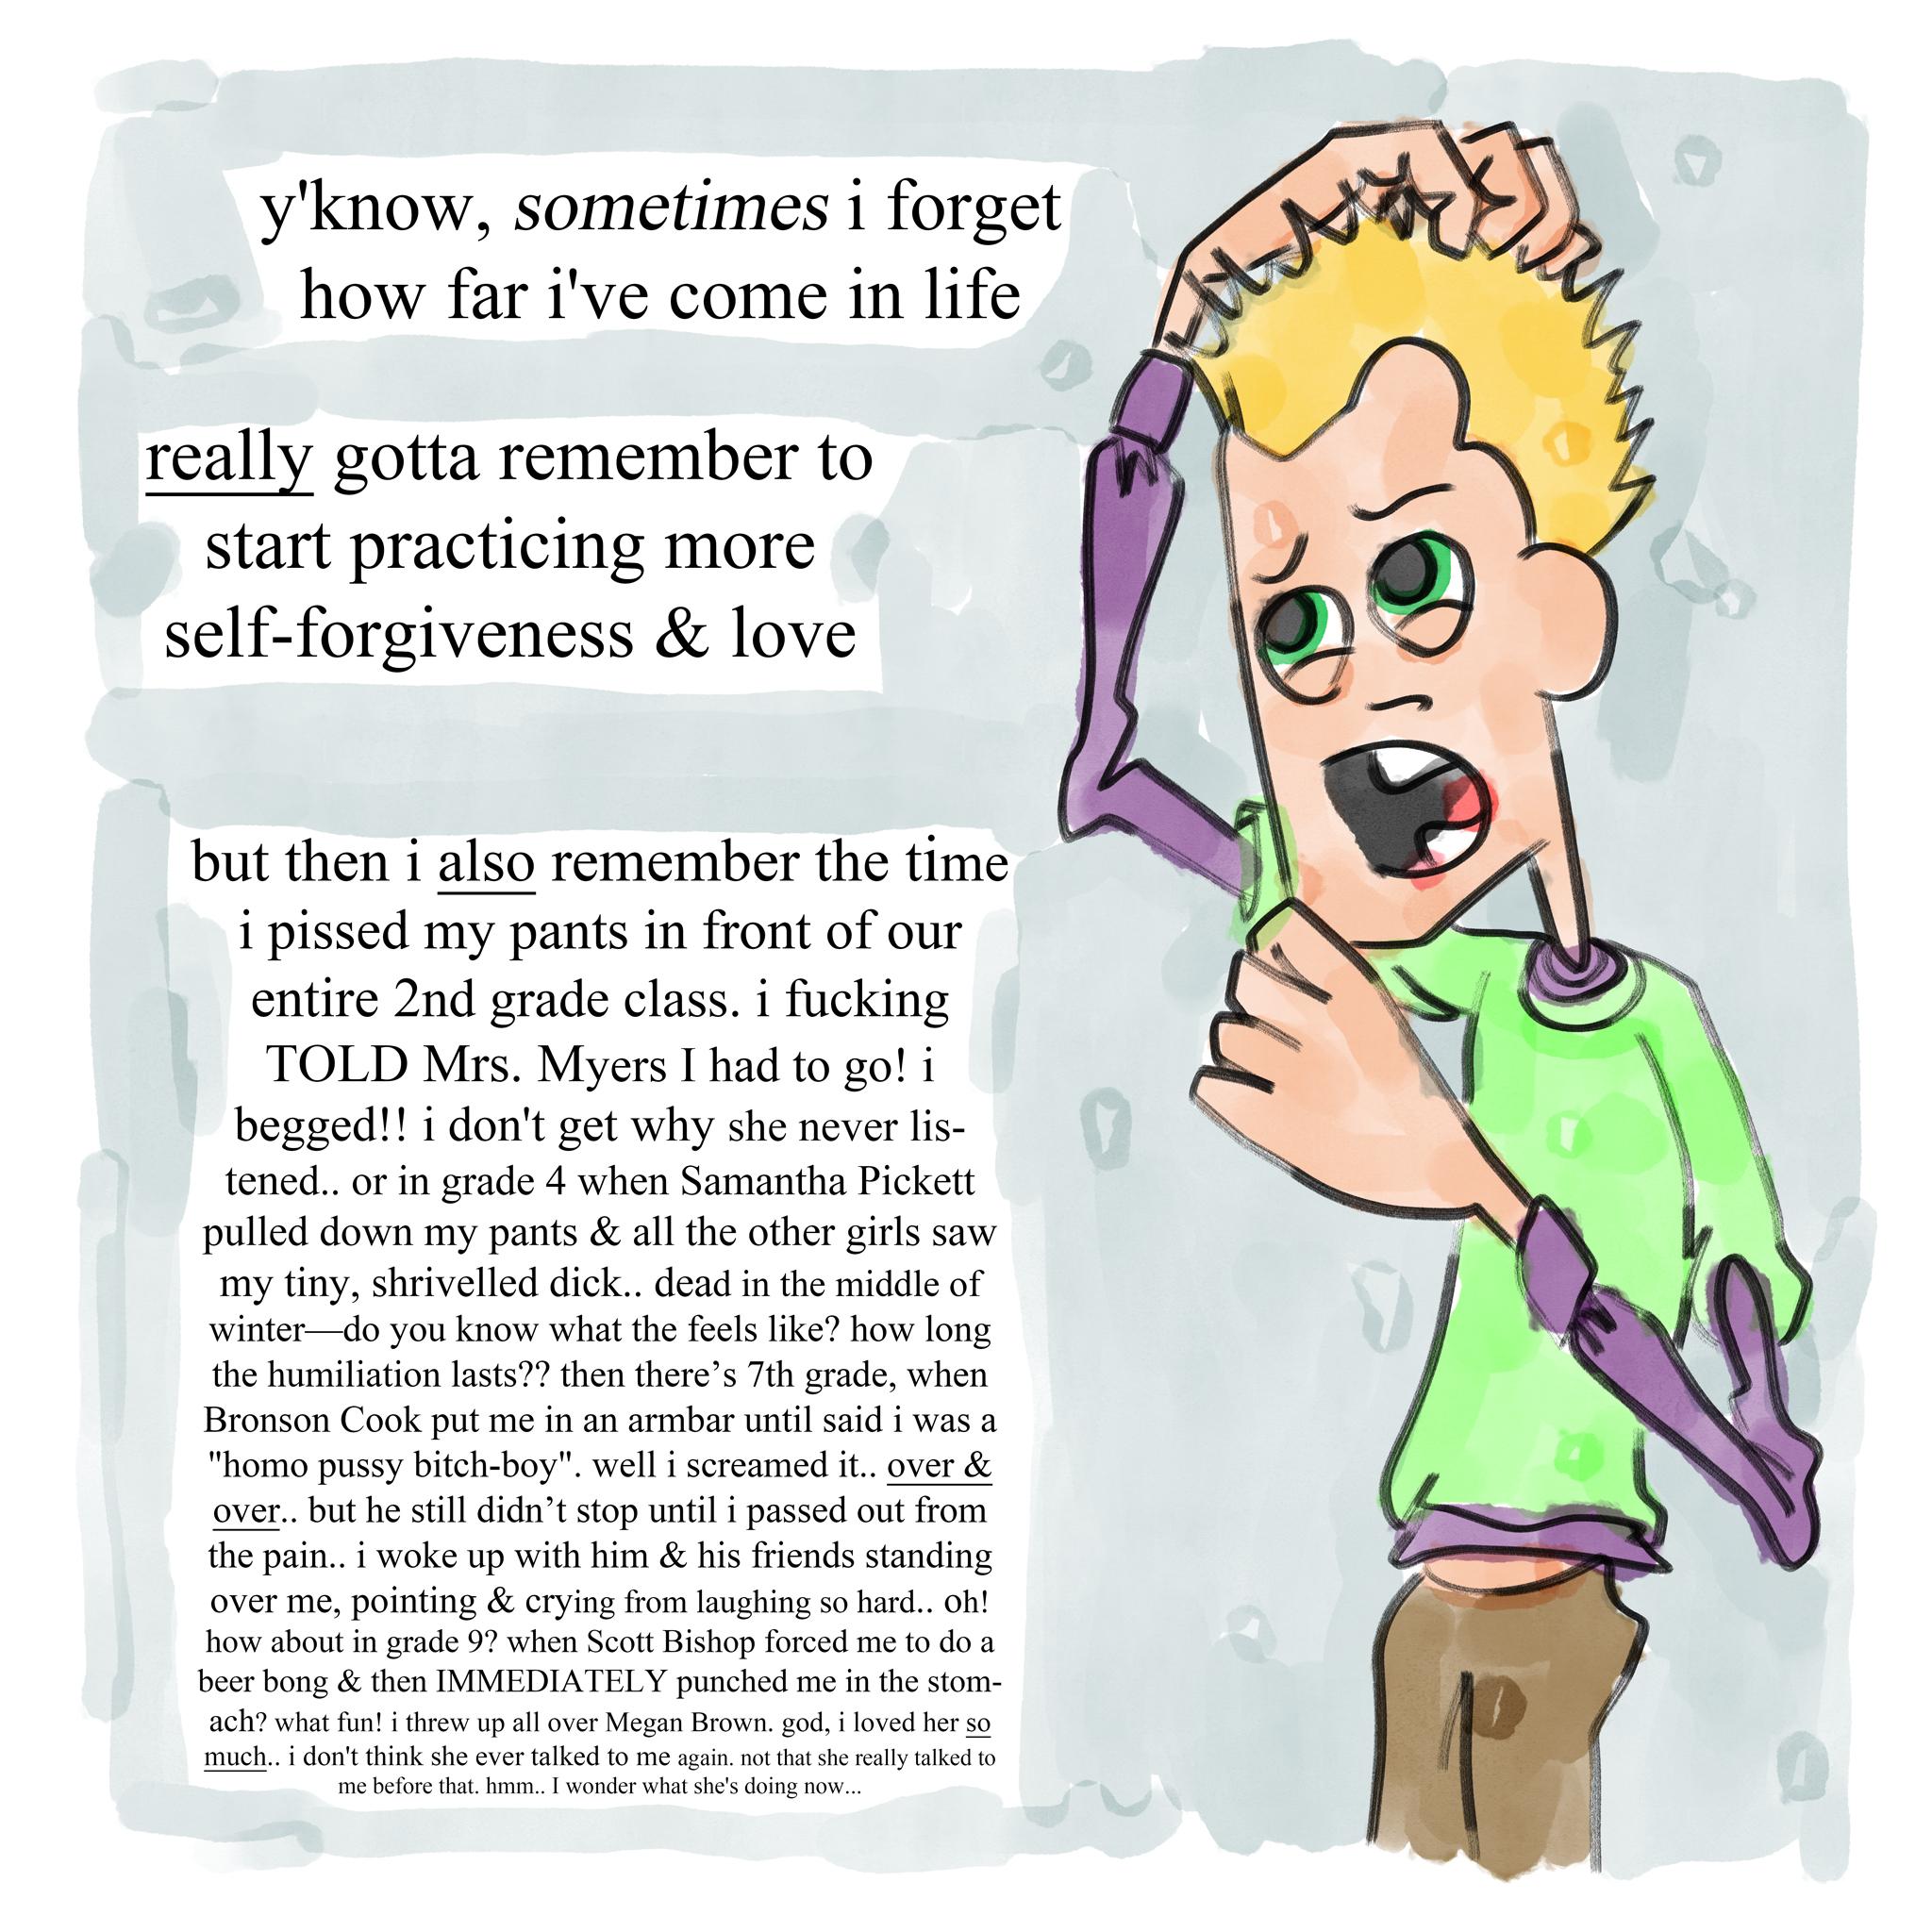 y'know, sometimes i forget
how far i've come in life
really gotta remember to
start practicing more
self-forgiveness & love
but then i also remember the time
i pissed my pants in front of our
entire 2nd grade class. i fucking
TOLD Mrs. Myers I had to go! i
begged!! i don't get why she never lis-
tened.. or in grade 4 when Samantha Pickett
pulled down my pants & all the other girls saw
my tiny, shrivelled dick.. dead in the middle of
winter—do you know what the feels like? how long
the humiliation lasts?? then there’s 7th grade, when
Bronson Cook put me in an armbar until said i was a
"homo pussy bitch-boy". well i screamed it.. over &
over.. but he still didn’t stop until i passed out from
the pain.. i woke up with him & his friends standing
over me, pointing & crying from laughing so hard.. oh!
how about in grade 9? when Scott Bishop forced me to do a
beer bong & then IMMEDIATELY punched me in the stom-
ach? what fun! i threw up all over Megan Brown. god, i loved her so
much.. i don't think she ever talked to me again. not that she really talked to
me before that. hmm.. I wonder what she's doing now...